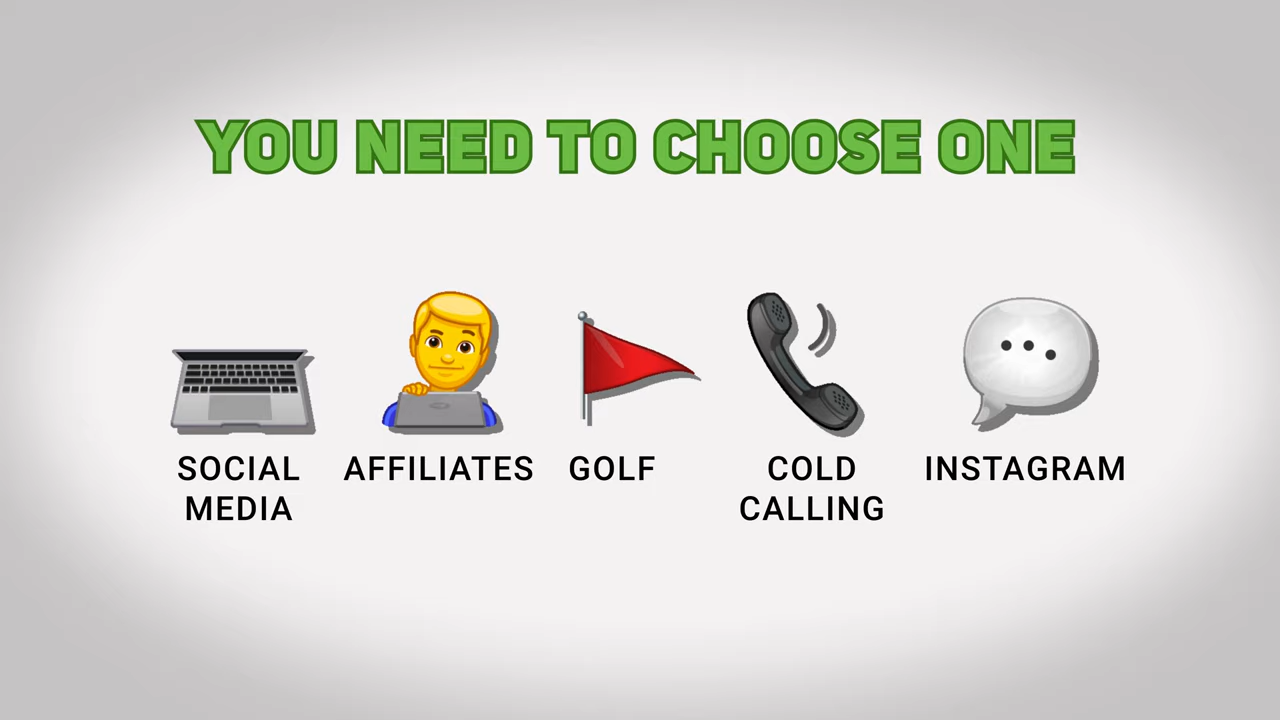 YOU NEED TO CHOOSE ONE
SOCIAL
MEDIA
AFFILIATES
GOLF
COLD
CALLING
INSTAGRAM